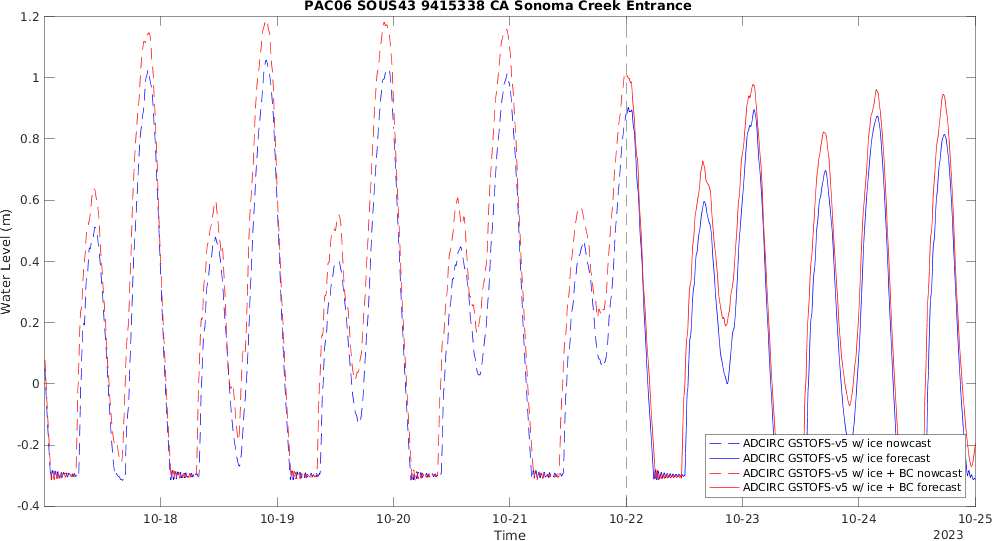 PAC06 SOUS43 9415338 CA Sonoma Creek Entrance
1.2
1
0.8
0.6
0.4
0.2
0
-0.2
-0.4
Water Level (m)
10-18
10-19
10-20
10-21
10-22
10-23
10-24
10-25
Time
2023
ADCIRC GSTOFS-v5 w/ ice nowcast
ADCIRC GSTOFS-v5 w/ ice forecast
ADCIRC GSTOFS-v5 w/ ice + BC nowcast
ADCIRC GSTOFS-v5 w/ ice + BC forecast